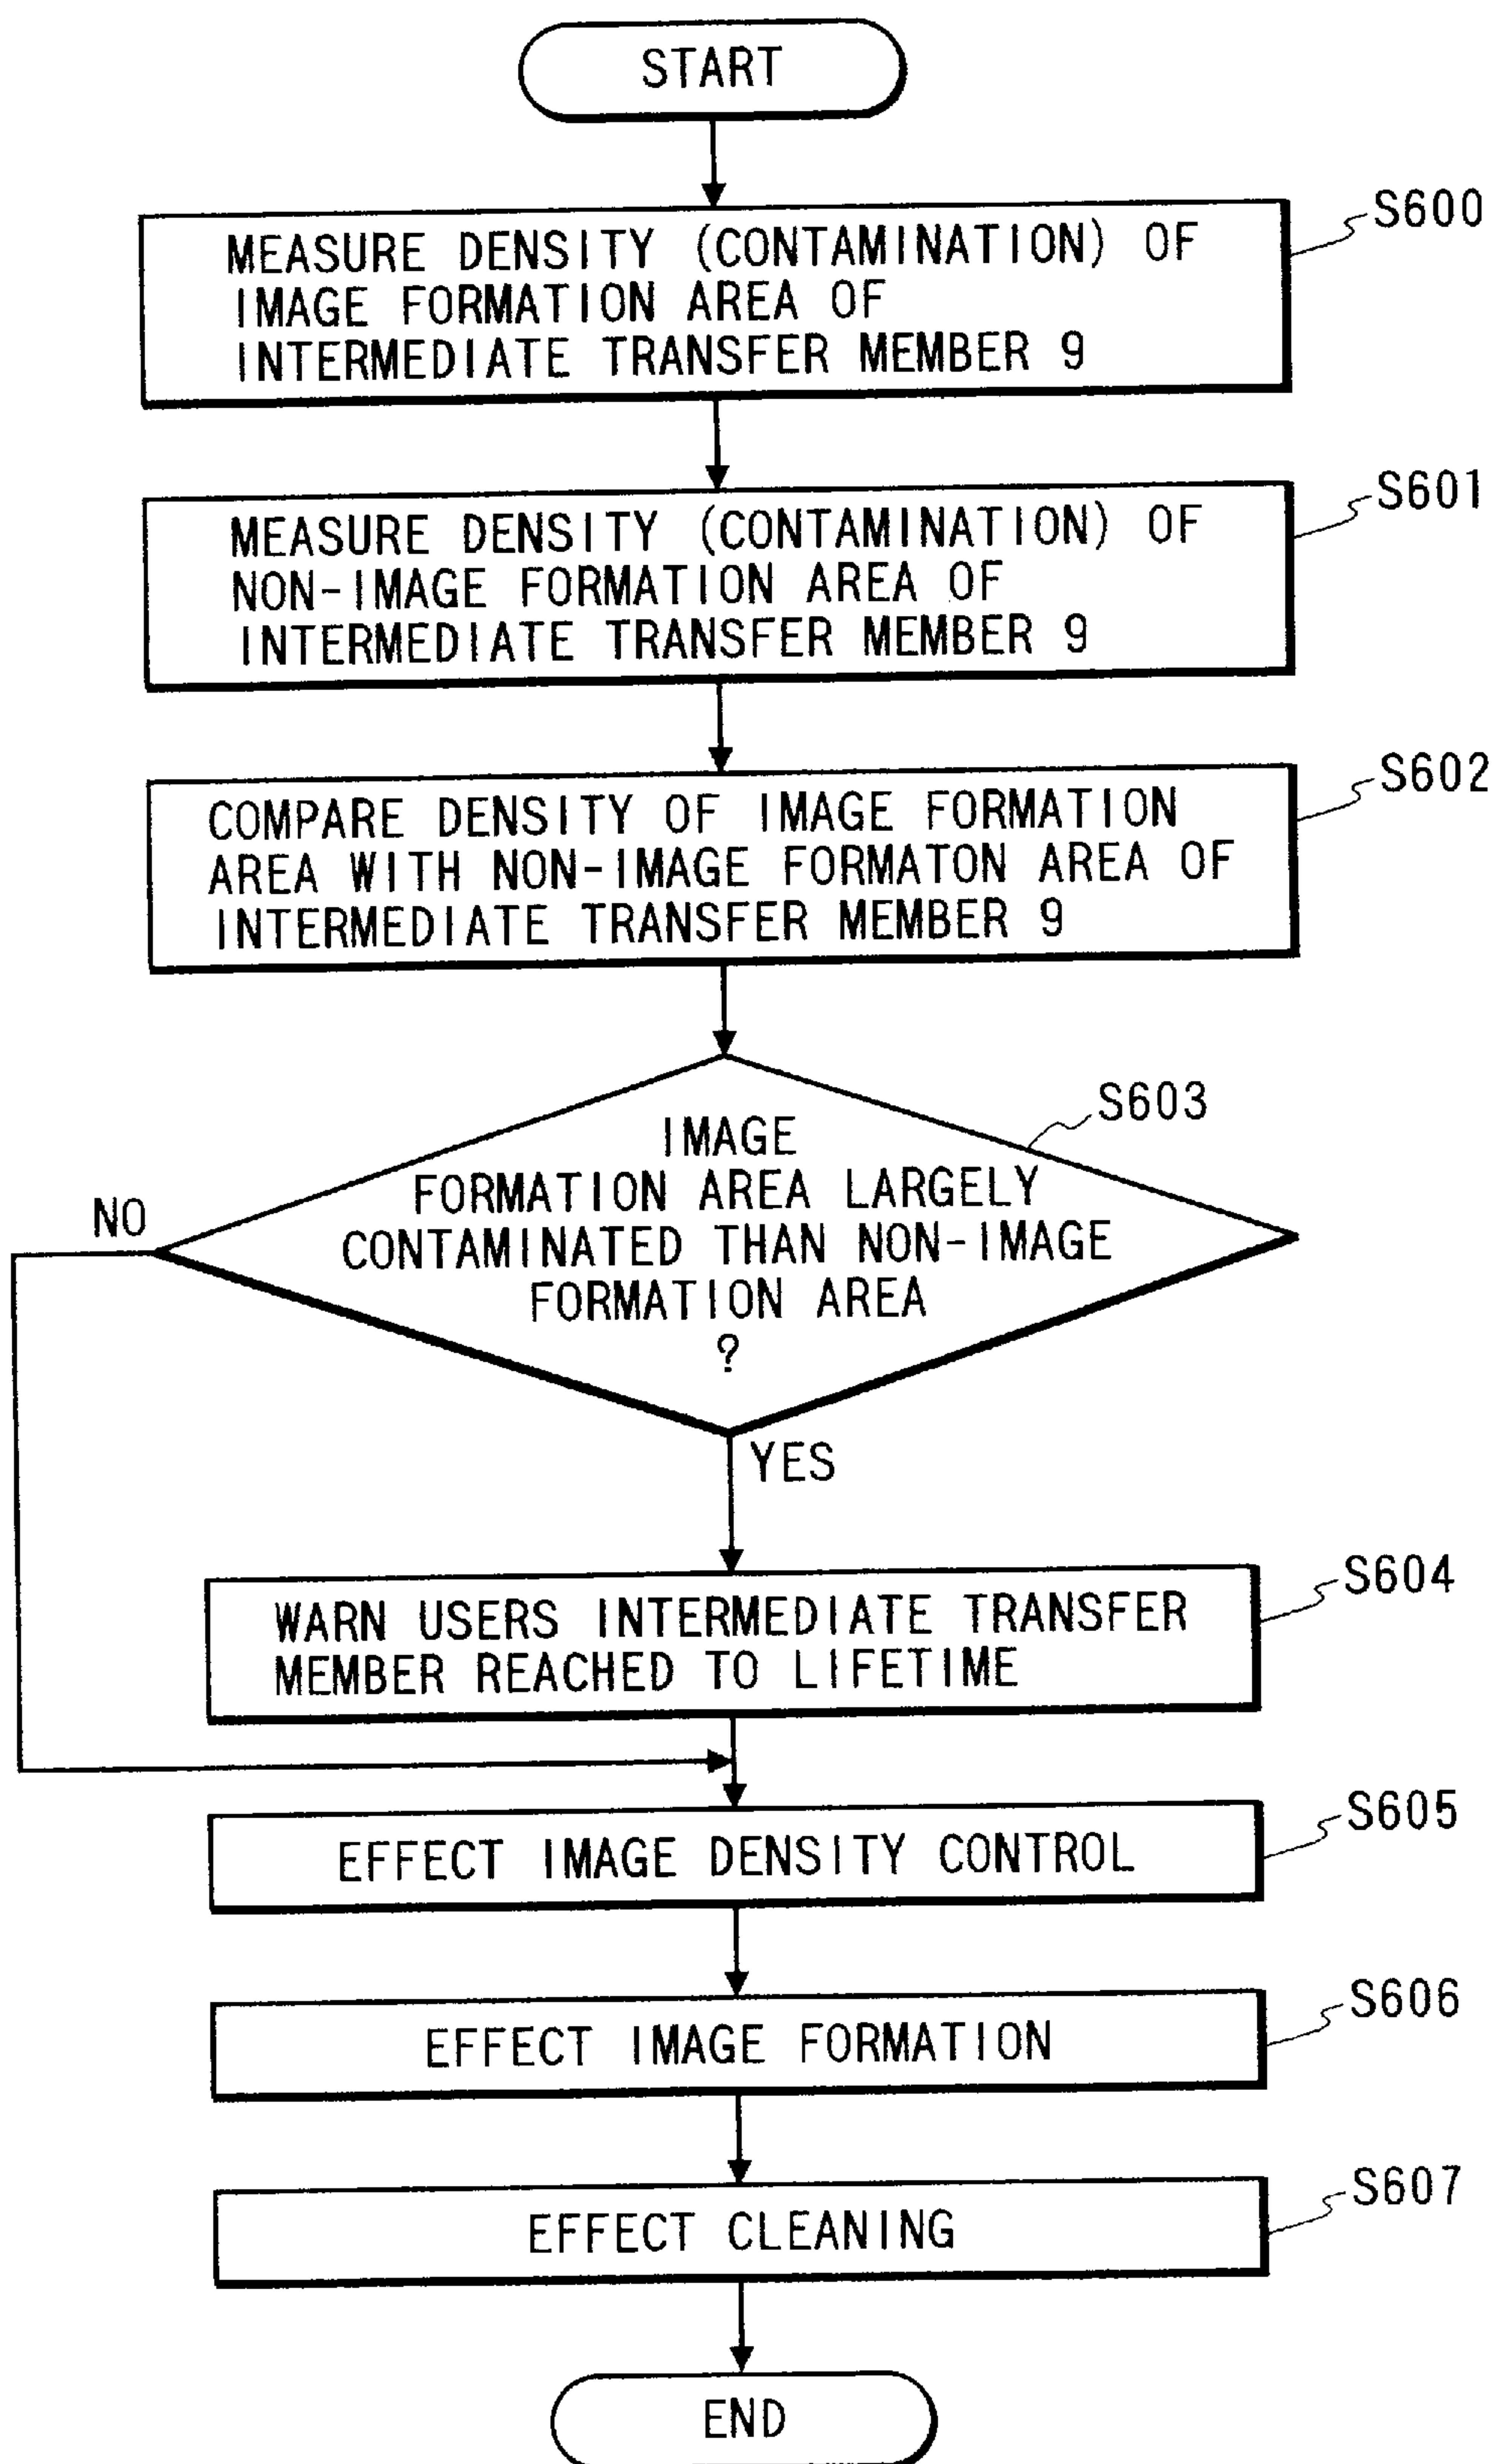 START
S600
MEASURE DENSITY (CONTAMINATION) OF
IMAGE FORMATION AREA OF
INTERMEDIATE TRANSFER MEMBER 9
S601
MEASURE DENSITY (CONTAMINATION) OF
NON-IMAGE FORMATION AREA OF
INTERMEDIATE TRANSFER MEMBER 9
S602
COMPARE DENSITY OF IMAGE FORMATION
AREA WITH NON-IMAGE FORMATON AREA OF
INTERMEDIATE TRANSFER MEMBER 9
S603
IMAGE
FORMATION AREA LARGELY
CONTAMINATED THAN NON-IMAGE
FORMATION AREA
?
NO
YES
S604
WARN USERS INTERMEDIATE TRANSFER
MEMBER REACHED TO LIFETIME
S605
EFFECT IMAGE DENSITY CONTROL
S606
EFFECT IMAGE FORMATION
S607
EFFECT CLEANING
END